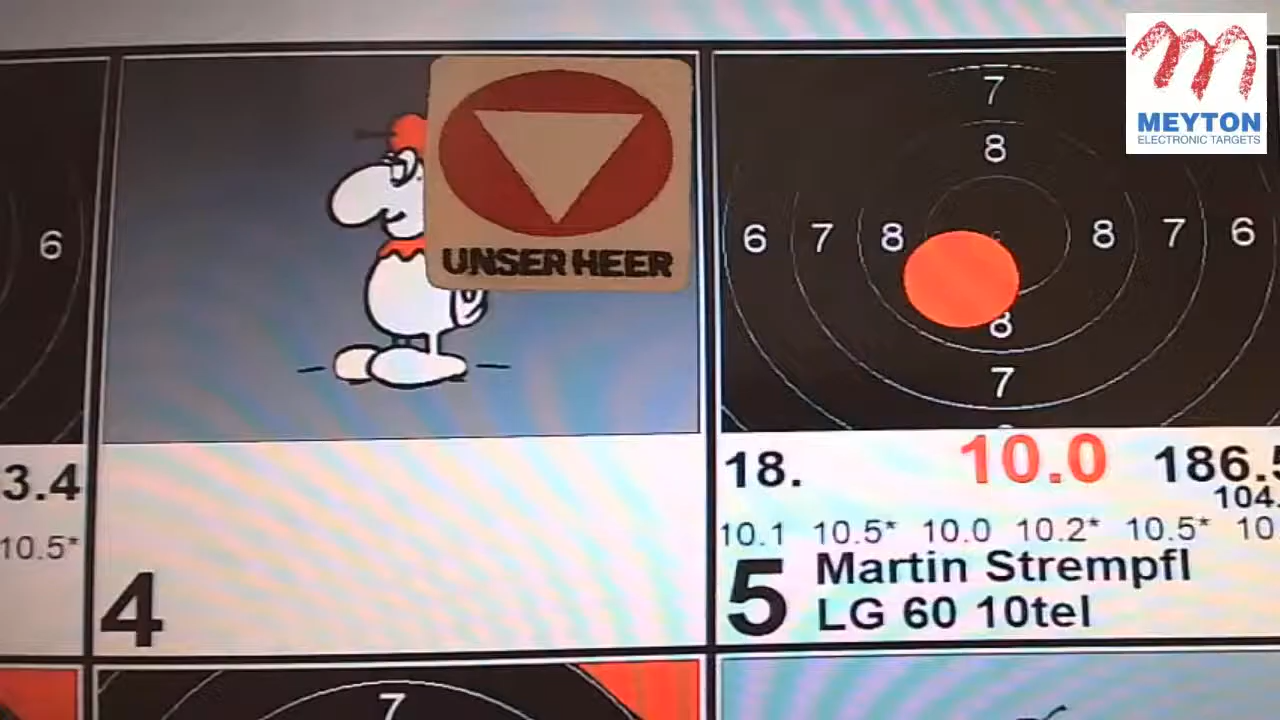 MEYTON
ELECTRONIC TARGETS
UNSER HEER
7
8
6 7 8 8 7 6
8
7
6
3.4
10.5*
4
18. 10.0 186.5
104.
10.1 10.5* 10.0 10.2* 10.5* 10
5 Martin Strempfl
LG 60 10tel
7